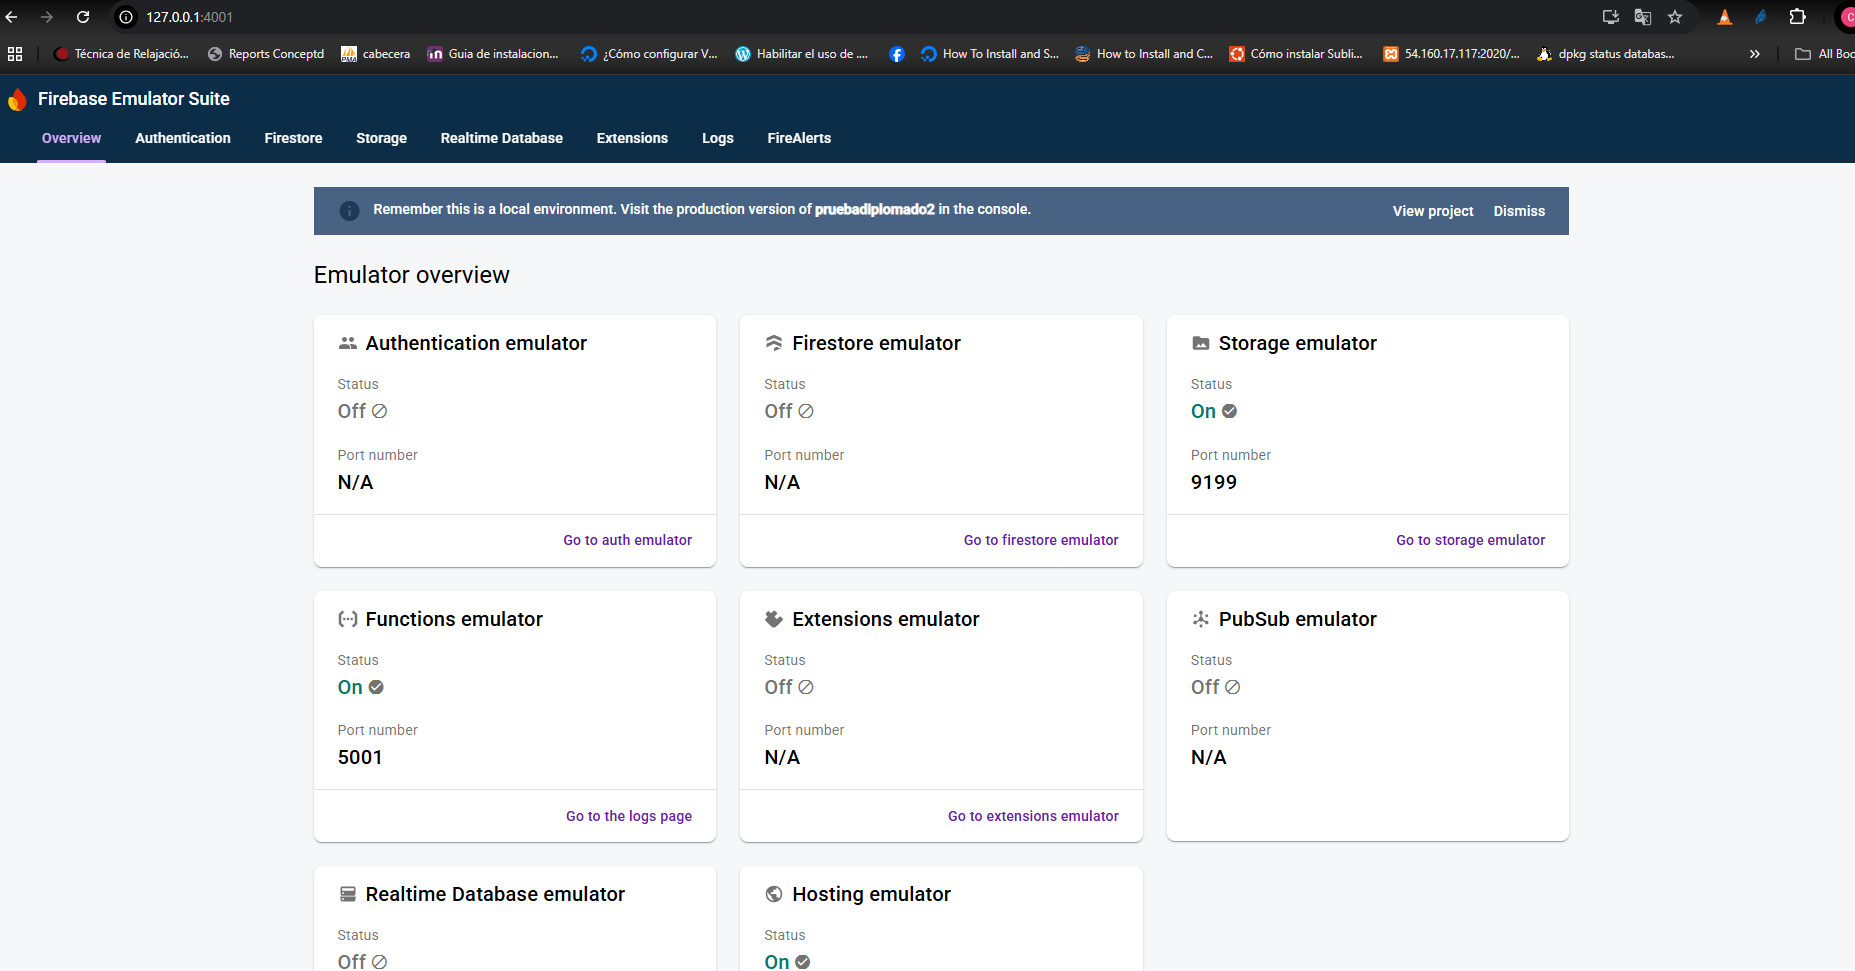 127.0.0.1:4001
Técnica de Relajació... Reports Conceptd cabecera Guia de instalacion... ¿Cómo configurar V... Habilitar el uso de .... How To Install and S... How to Install and C... Cómo instalar Subli... 54.160.17.117:2020/... dpkg status databas... » All Boo
Firebase Emulator Suite
Overview Authentication Firestore Storage Realtime Database Extensions Logs FireAlerts
Remember this is a local environment. Visit the production version of pruebadiplomado2 in the console. View project Dismiss
Emulator overview
Authentication emulator
Status
Off
Port number
N/A
Go to auth emulator
Firestore emulator
Status
Off
Port number
N/A
Go to firestore emulator
Storage emulator
Status
On
Port number
9199
Go to storage emulator
Functions emulator
Status
On
Port number
5001
Go to the logs page
Extensions emulator
Status
Off
Port number
N/A
Go to extensions emulator
PubSub emulator
Status
Off
Port number
N/A
Realtime Database emulator
Status
Off
Hosting emulator
Status
On